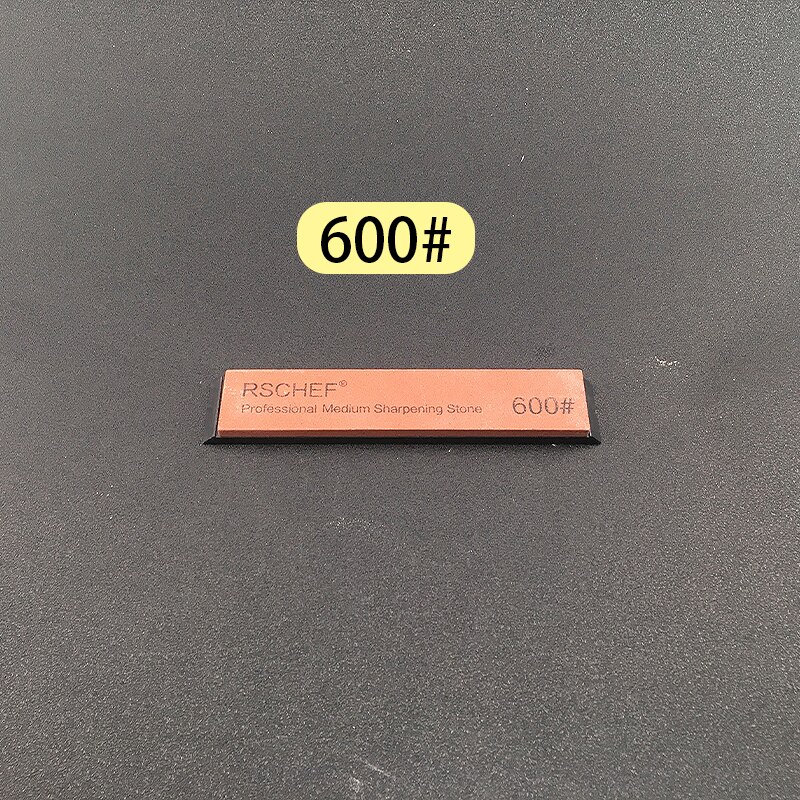 600#
RSCHEF®
Professional Medium Sharpening Stone 600#